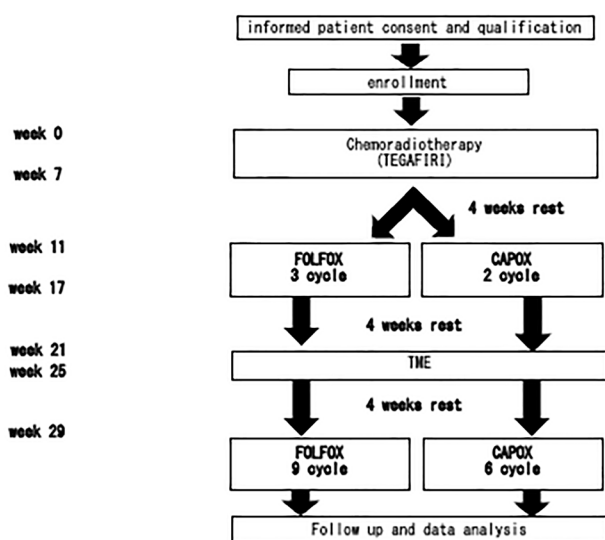 informed patient consent and qualification
enrollment
week 0
Chemoradiotherapy
(TEGAFIRI)
week 7
4 weeks rest
week 11
FOLFOX
3 cycle
CAPOX
2 cycle
week 17
4 weeks rest
week 21
TME
week 25
4 weeks rest
week 29
FOLFOX
9 cycle
CAPOX
6 cycle
Follow up and data analysis